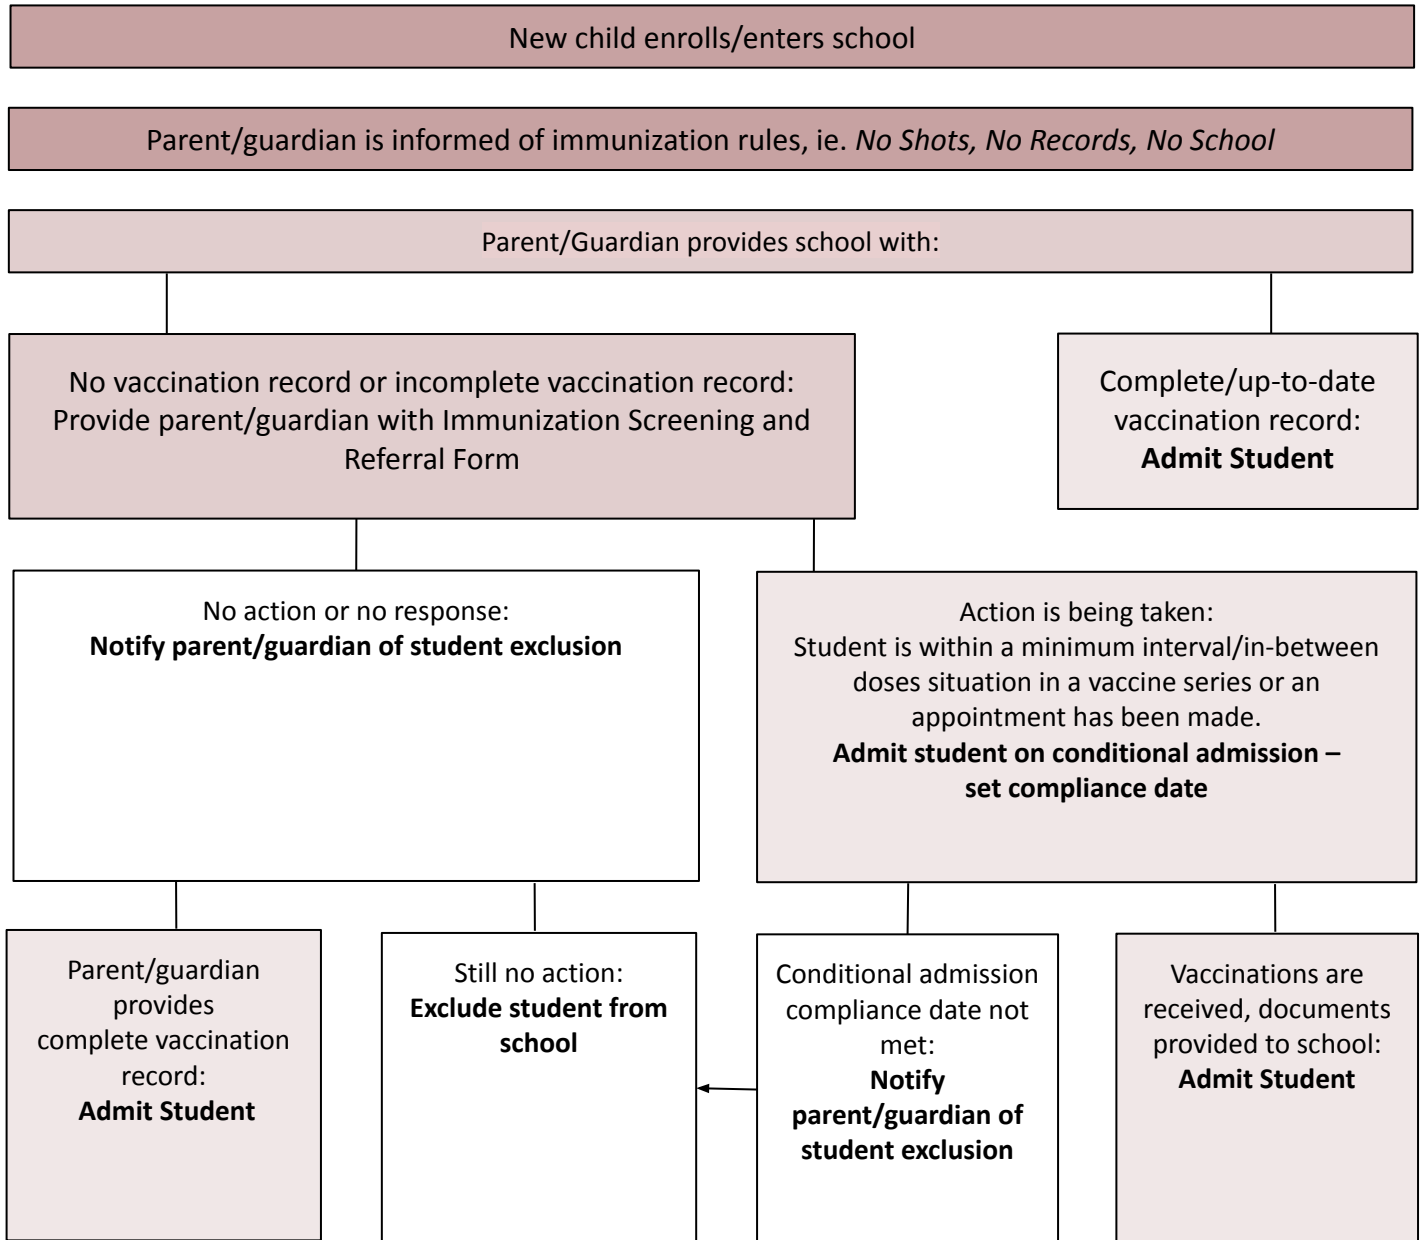 New child enrolls/enters school
Parent/guardian is informed of immunization rules, ie. No Shots, No Records, No School
Parent/Guardian provides school with:
No vaccination record or incomplete vaccination record:
Provide parent/guardian with Immunization Screening and
Referral Form
Complete/up-to-date
vaccination record:
Admit Student
No action or no response:
Notify parent/guardian of student exclusion
Action is being taken:
Student is within a minimum interval/in-between
doses situation in a vaccine series or an
appointment has been made.
Admit student on conditional admission –
set compliance date
Parent/guardian
provides
complete vaccination
record:
Admit Student
Still no action:
Exclude student from
school
Conditional admission
compliance date not
met:
Notify
parent/guardian of
student exclusion
Vaccinations are
received, documents
provided to school:
Admit Student